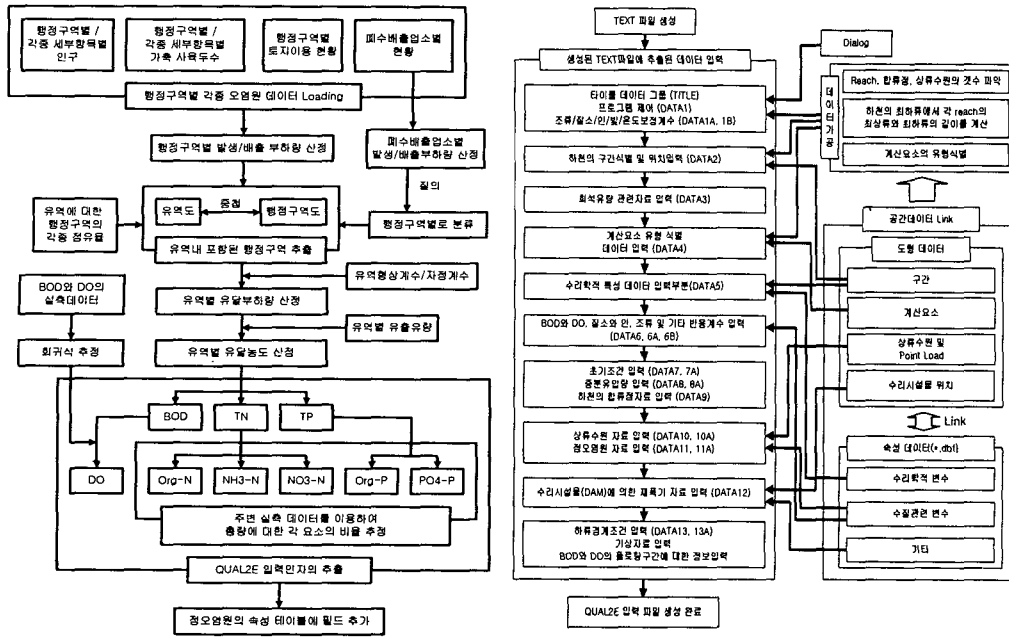 행정구역별 /
각종 세부항목별
인구
행정구역별 /
각종 세부항목별
가축 사육두수
행정구역별
토지이용 현황
폐수배출업소별
현황
행정구역별 각종 오염원 데이터 Loading
행정구역별 발생/배출 부하량 산정
폐수배출업소별
발생/배출부하량 산정
질의
유역에 대한
행정구역의
각종 점유율
유역도
중첩
행정구역도
행정구역별로 분류
유역내 포함된 행정구역 추출
유역형상계수/자정계수
BOD와 DO의
실측데이터
유역별 유달부하량 산정
유역별 유출유량
회귀식 추정
유역별 유달농도 산정
BOD
TN
TP
DO
Org-N
NH3-N
NO3-N
Org-P
PO4-P
주변 실측 데이터를 이용하여
총량에 대한 각 요소의 비율 추정
QUAL2E 입력인자의 추출
점오염원의 속성 테이블에 필드 추가
TEXT 파일 생성
생성된 TEXT파일에 추출된 데이터 입력
타이틀 데이터 그룹 (TITLE)
프로그램 제어 (DATA1)
조류/질소/인/빛/온도보정계수 (DATA1A, 1B)
하천의 구간식별 및 위치입력 (DATA2)
희석유량 관련자료 입력 (DATA3)
계산요소 유형 식별
데이터 입력 (DATA4)
수리학적 특성 데이터 입력부분 (DATA5)
BOD와 DO, 질소와 인, 조류 및 기타 반응계수 입력
(DATA6, 6A, 6B)
초기조건 입력 (DATA7, 7A)
증분유입량 입력 (DATA8, 8A)
하천의 합류점자료 입력 (DATA9)
상류수원 자료 입력 (DATA10, 10A)
점오염원 자료 입력 (DATA11, 11A)
수리시설물(DAM)에 의한 재폭기 자료 입력 (DATA12)
하류경계조건 입력 (DATA13, 13A)
기상자료 입력
BOD와 DO의 플로팅구간에 대한 정보입력
QUAL2E 입력 파일 생성 완료
Dialog
데이터 가공
Reach, 합류점, 상류수원의 갯수 파악
하천의 최하류에서 각 reach의
최상류와 최하류의 길이를 계산
계산요소의 유형식별
공간데이터 Link
도형 데이터
구간
계산요소
상류수원 및
Point Load
수리시설물 위치
Link
속성 데이터(*.dbf)
수리학적 변수
수질관련 변수
기타